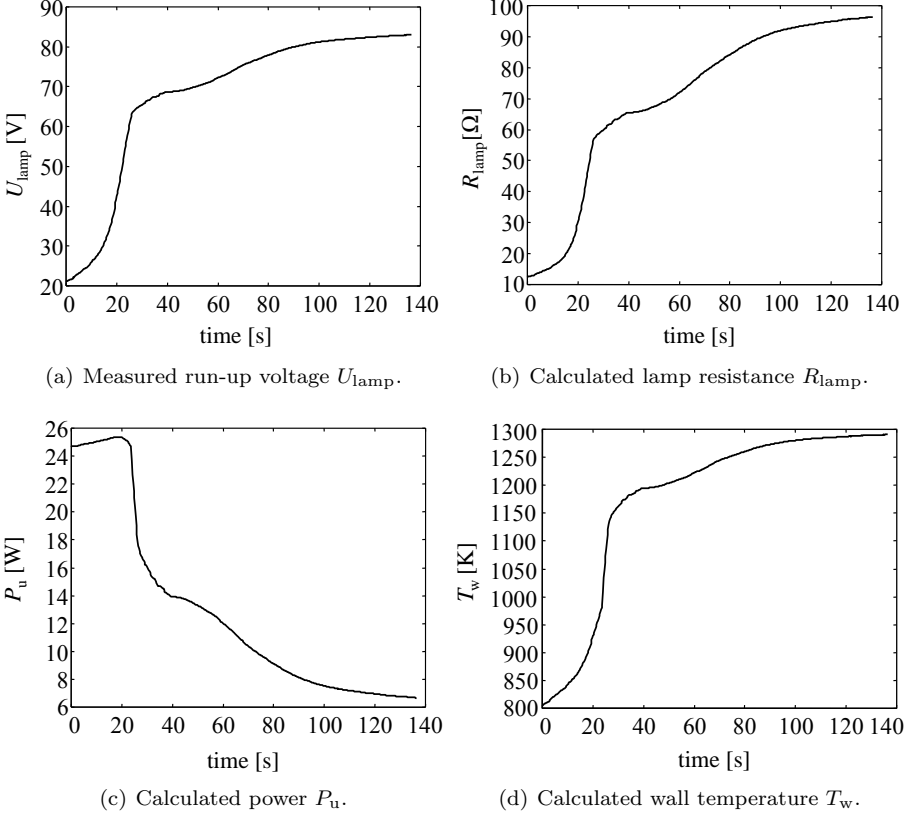 90
80
70
60
50
40
30
20
0 20 40 60 80 100 120 140
U_lamp [V]
time [s]
(a) Measured run-up voltage U_lamp.
100
90
80
70
60
50
40
30
20
10
0 20 40 60 80 100 120 140
R_lamp [Ω]
time [s]
(b) Calculated lamp resistance R_lamp.
26
24
22
20
18
16
14
12
10
8
6
0 20 40 60 80 100 120 140
P_u [W]
time [s]
(c) Calculated power P_u.
1300
1250
1200
1150
1100
1050
1000
950
900
850
800
0 20 40 60 80 100 120 140
T_w [K]
time [s]
(d) Calculated wall temperature T_w.